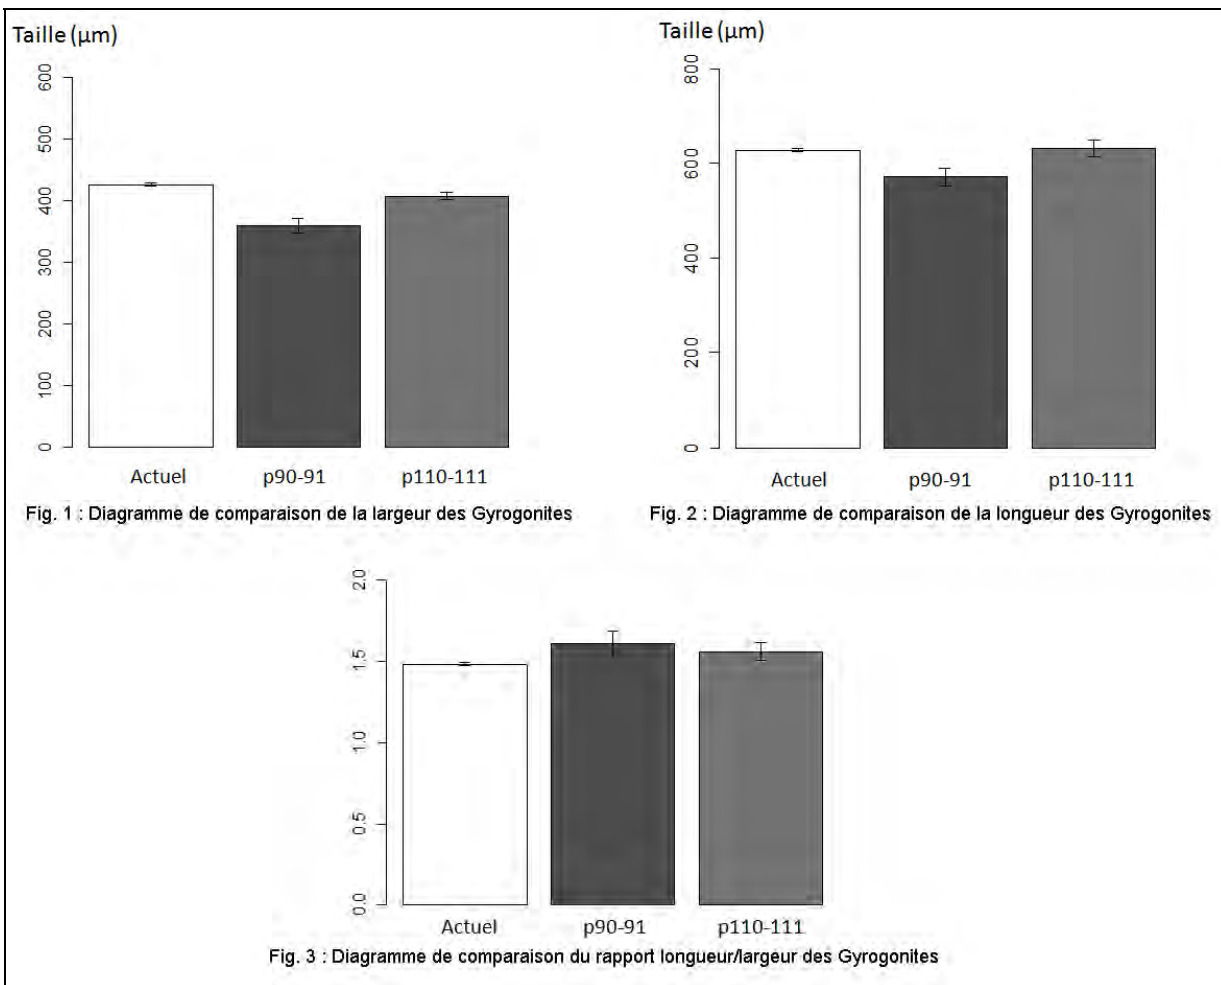 Taille (µm)
600
500
400
300
200
100
0
Actuel p90-91 p110-111
Fig. 1 : Diagramme de comparaison de la largeur des Gyrogonites
Taille (µm)
800
600
400
200
0
Actuel p90-91 p110-111
Fig. 2 : Diagramme de comparaison de la longueur des Gyrogonites
2.0
1.5
1.0
0.5
0.0
Actuel p90-91 p110-111
Fig. 3 : Diagramme de comparaison du rapport longueur/largeur des Gyrogonites